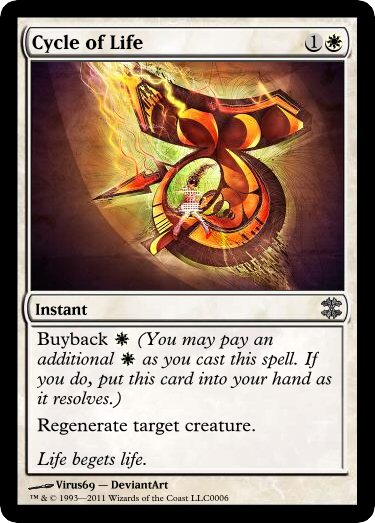 Cycle of Life 1
Instant
Buyback (You may pay an
additional as you cast this spell. If
you do, put this card into your hand as
it resolves.)
Regenerate target creature.
Life begets life.
Virus69 — DeviantArt
™ & © 1993—2011 Wizards of the Coast LLC0006